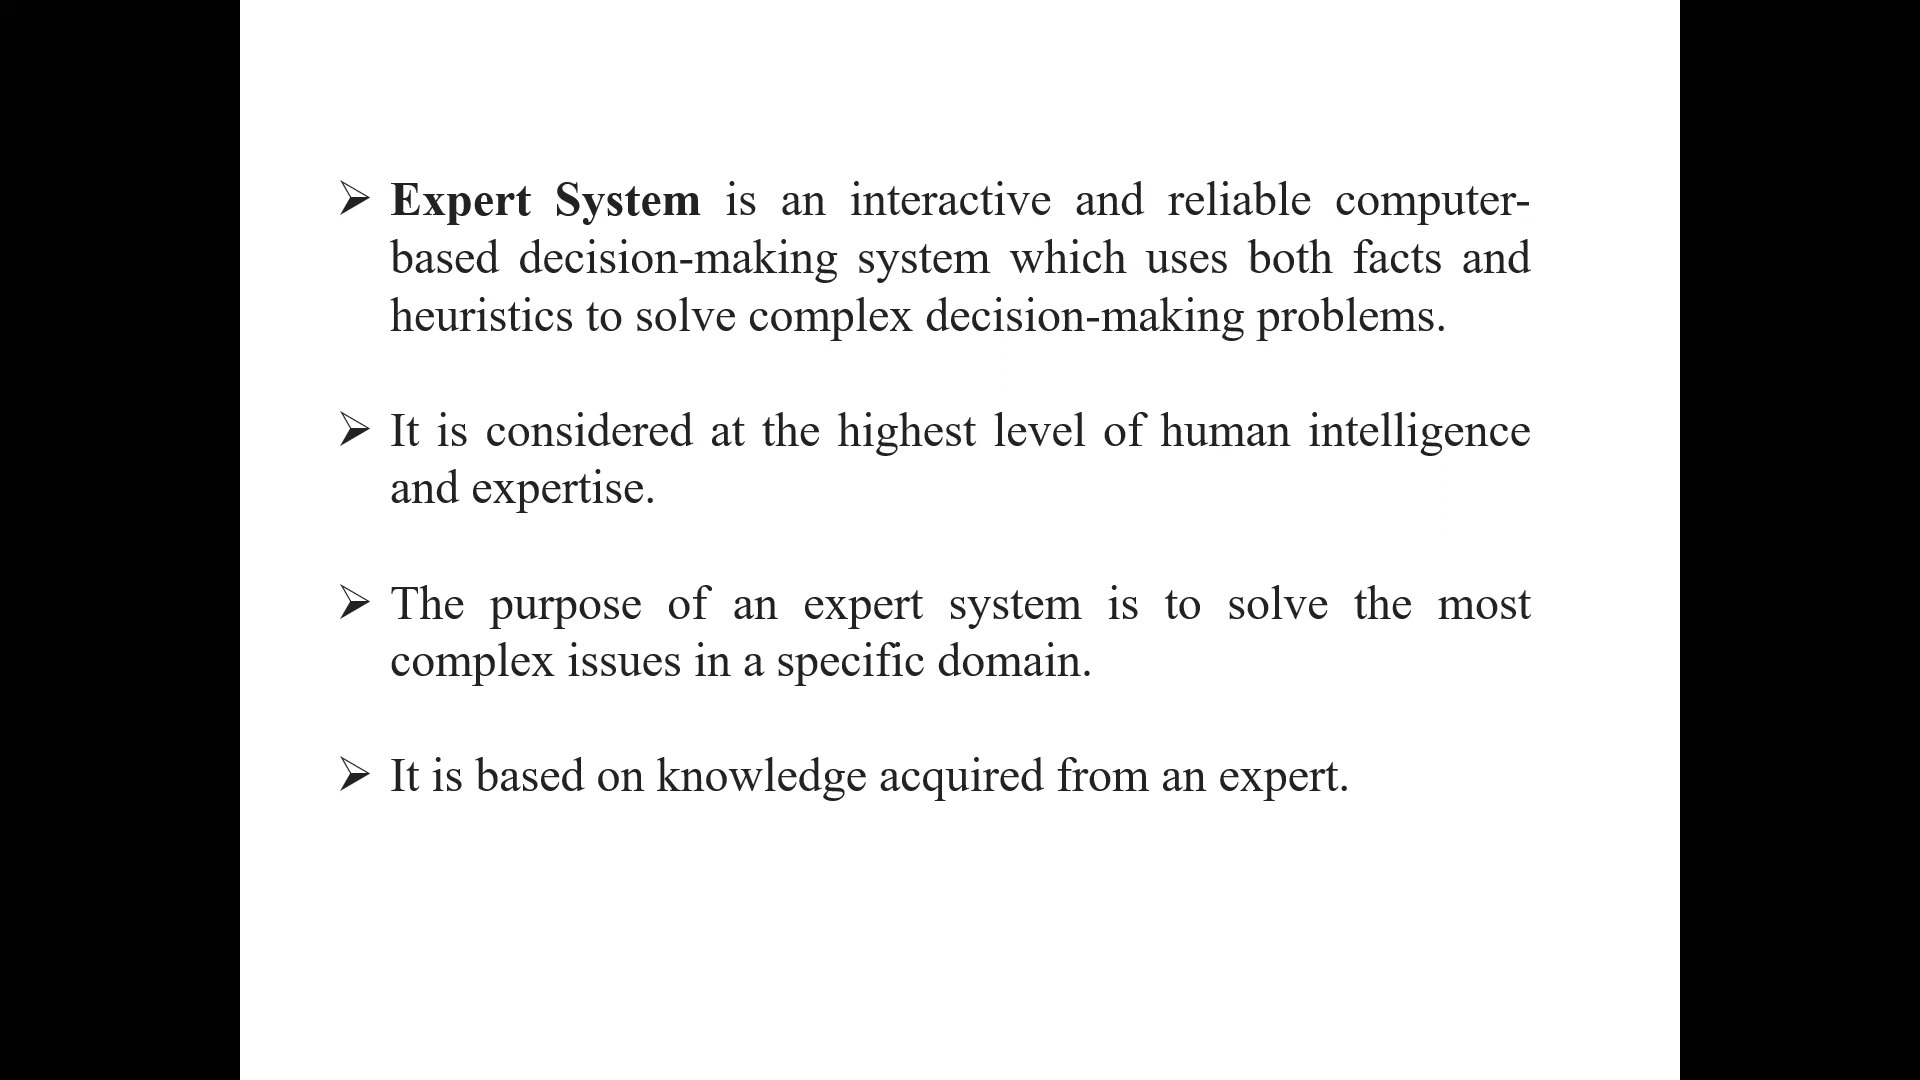 ➢ Expert System is an interactive and reliable computer-
based decision-making system which uses both facts and
heuristics to solve complex decision-making problems.
➢ It is considered at the highest level of human intelligence
and expertise.
➢ The purpose of an expert system is to solve the most
complex issues in a specific domain.
➢ It is based on knowledge acquired from an expert.